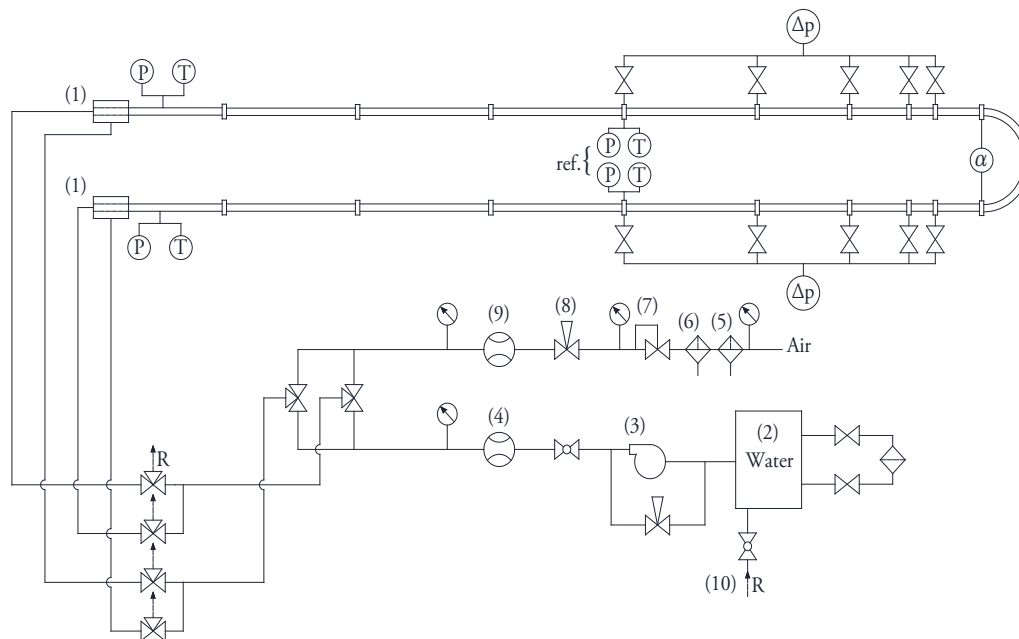 Δp
P T
(1)
ref. { P T
P T
α
(1)
P T
Δp
(9) (8) (7) (6) (5)
Air
(4) (3) (2)
Water
R
(10) R
R